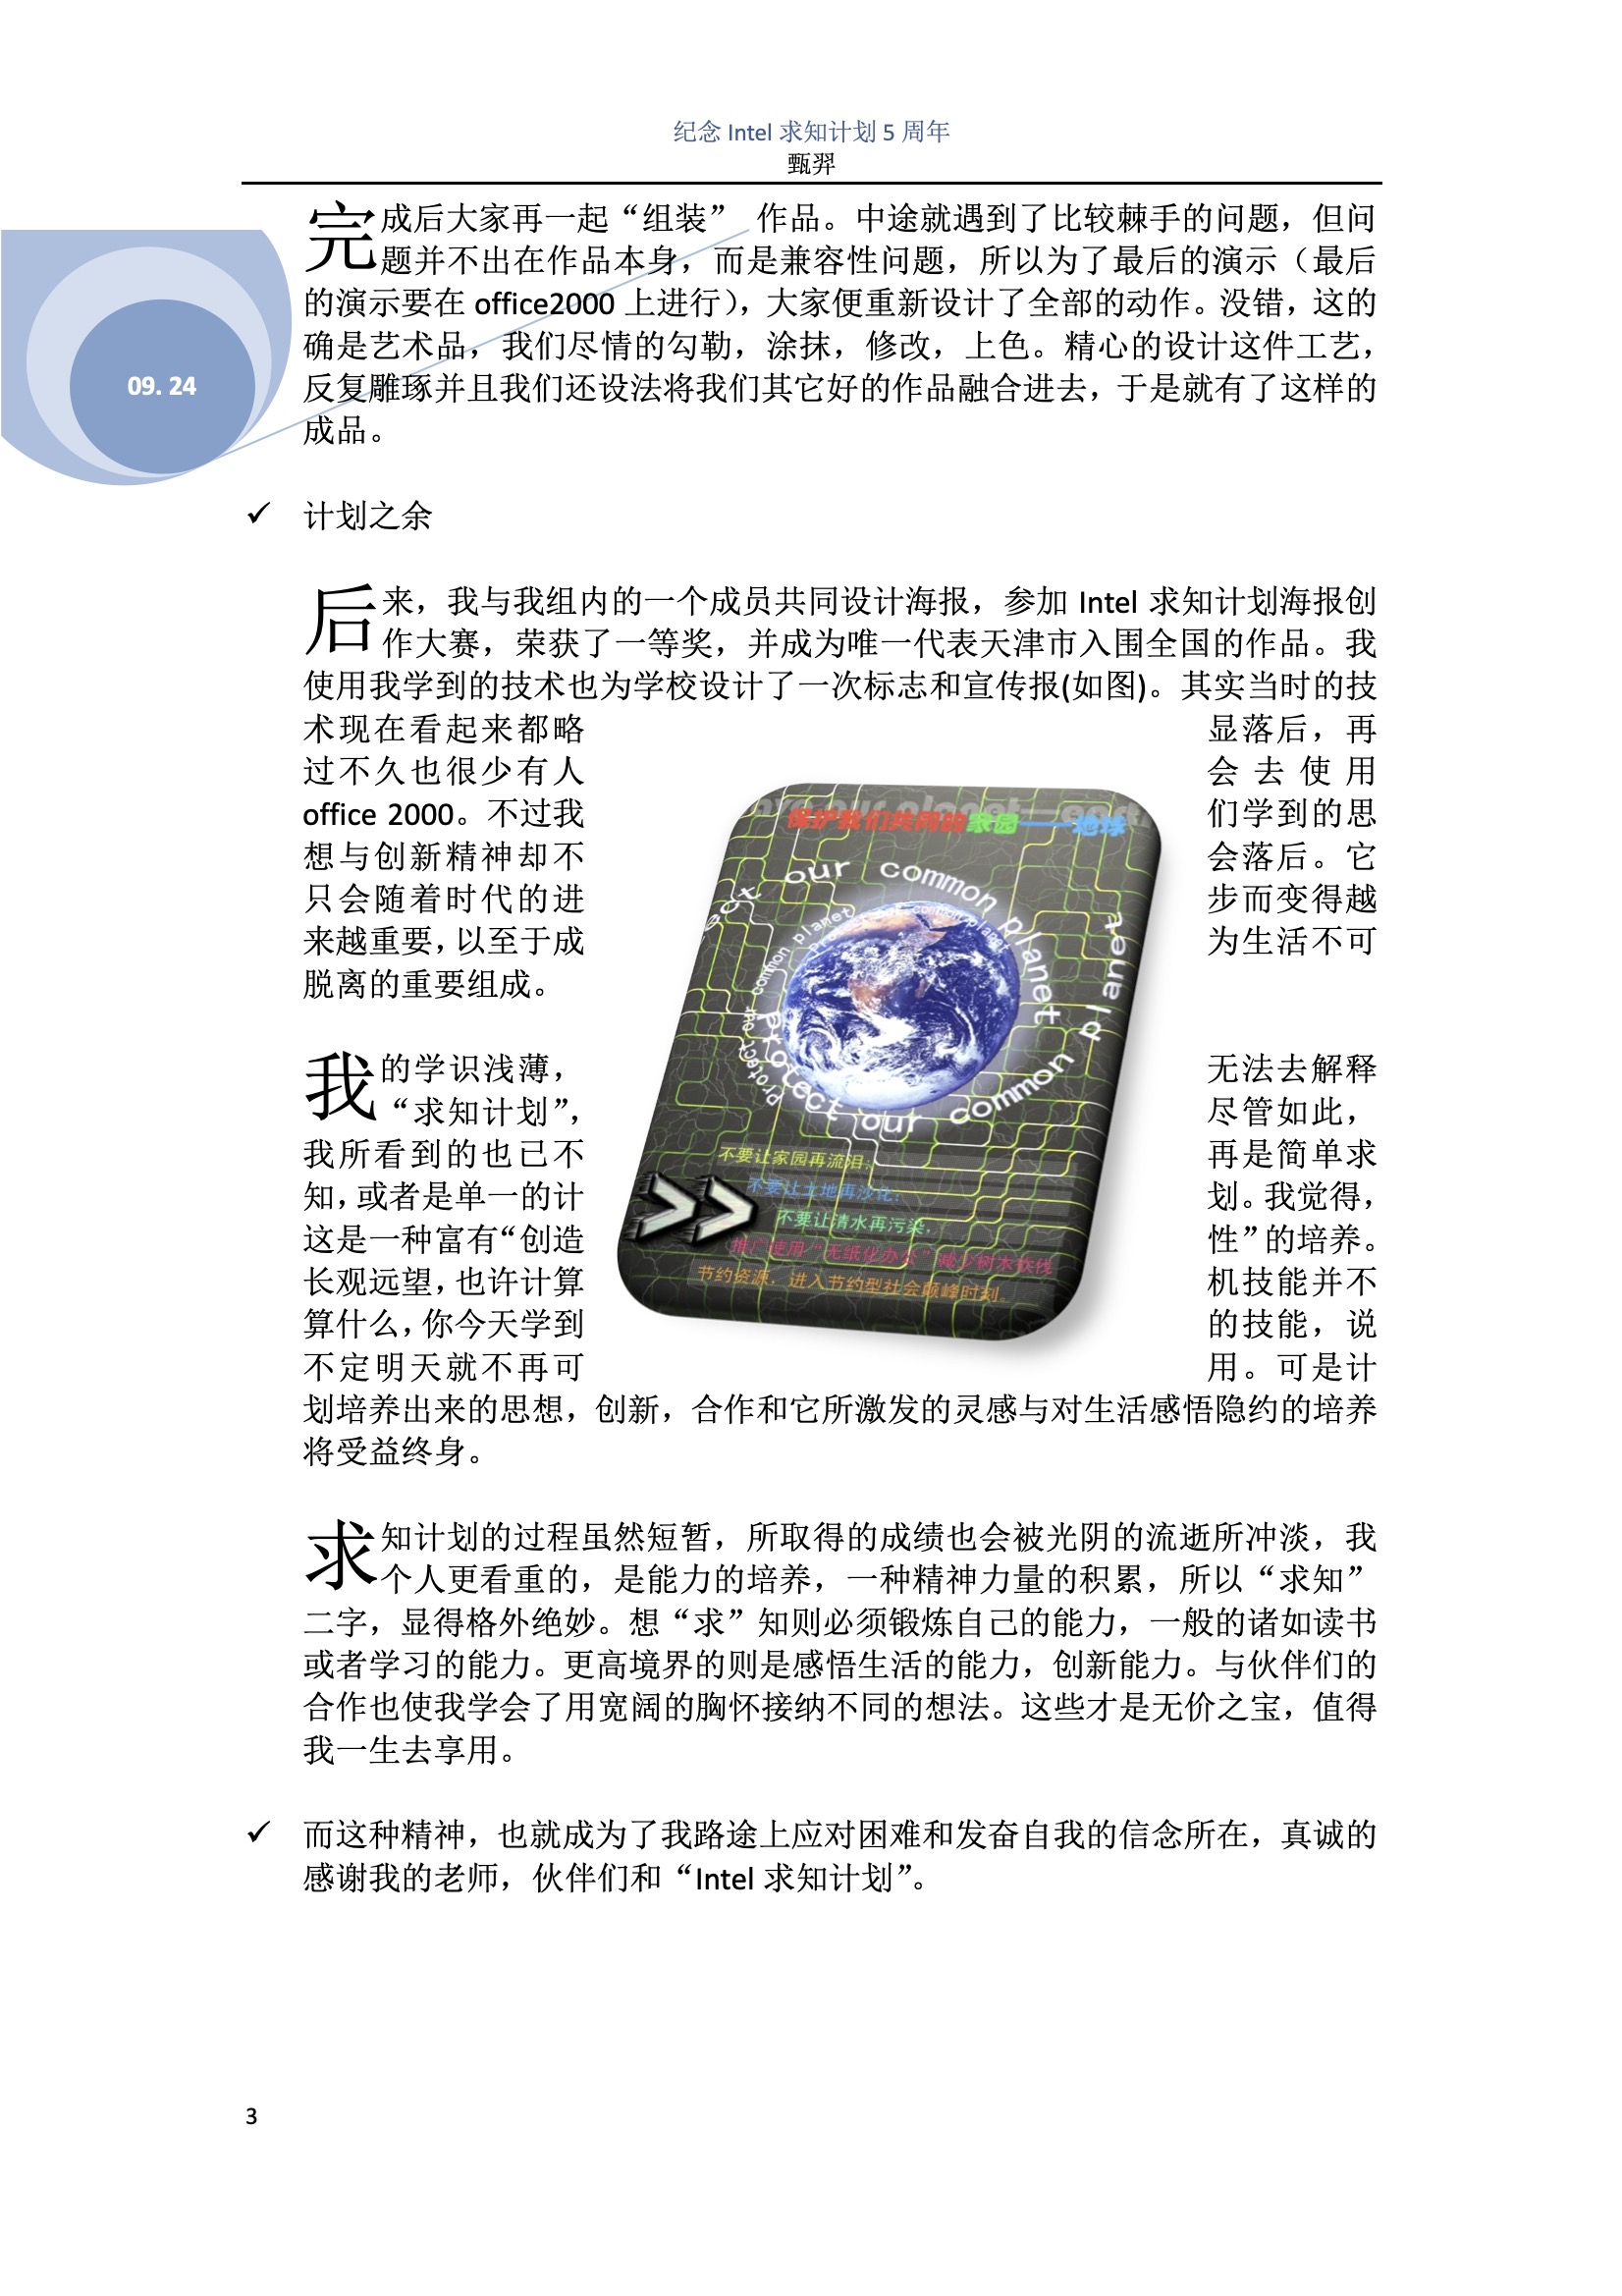 纪念 Intel 求知计划 5 周年
甄羿
09. 24
完成后大家再一起“组装” 作品。中途就遇到了比较棘手的问题，但问
题并不出在作品本身，而是兼容性问题，所以为了最后的演示（最后
的演示要在 office2000 上进行），大家便重新设计了全部的动作。没错，这的
确是艺术品，我们尽情的勾勒，涂抹，修改，上色。精心的设计这件工艺，
反复雕琢并且我们还设法将我们其它好的作品融合进去，于是就有了这样的
成品。
✓ 计划之余
后来，我与我组内的一个成员共同设计海报，参加 Intel 求知计划海报创
作大赛，荣获了一等奖，并成为唯一代表天津市入围全国的作品。我
使用我学到的技术也为学校设计了一次标志和宣传报(如图)。其实当时的技
术现在看起来都略显落后，再
过不久也很少有人会去使用
office 2000。不过我们学到的思
想与创新精神却不会落后。它
只会随着时代的进步而变得越
来越重要，以至于成为生活不可
脱离的重要组成。
我的学识浅薄，无法去解释
“求知计划”，尽管如此，
我所看到的也已不再是简单求
知，或者是单一的计划。我觉得，
这是一种富有“创造性”的培养。
长观远望，也许计算机技能并不
算什么，你今天学到的技能，说
不定明天就不再可用。可是计
划培养出来的思想，创新，合作和它所激发的灵感与对生活感悟隐约的培养
将受益终身。
保护我们共同的家园——地球
our common planet
Protect our common planet
Protect our common planet
不要让家园再流泪；
不要让土地再沙化；
不要让清水再污染，
推广使用“无纸化办公”减少树木砍伐
节约资源，进入节约型社会巅峰时刻。
求知计划的过程虽然短暂，所取得的成绩也会被光阴的流逝所冲淡，我
个人更看重的，是能力的培养，一种精神力量的积累，所以“求知”
二字，显得格外绝妙。想“求”知则必须锻炼自己的能力，一般的诸如读书
或者学习的能力。更高境界的则是感悟生活的能力，创新能力。与伙伴们的
合作也使我学会了用宽阔的胸怀接纳不同的想法。这些才是无价之宝，值得
我一生去享用。
✓ 而这种精神，也就成为了我路途上应对困难和发奋自我的信念所在，真诚的
感谢我的老师，伙伴们和“Intel 求知计划”。
3